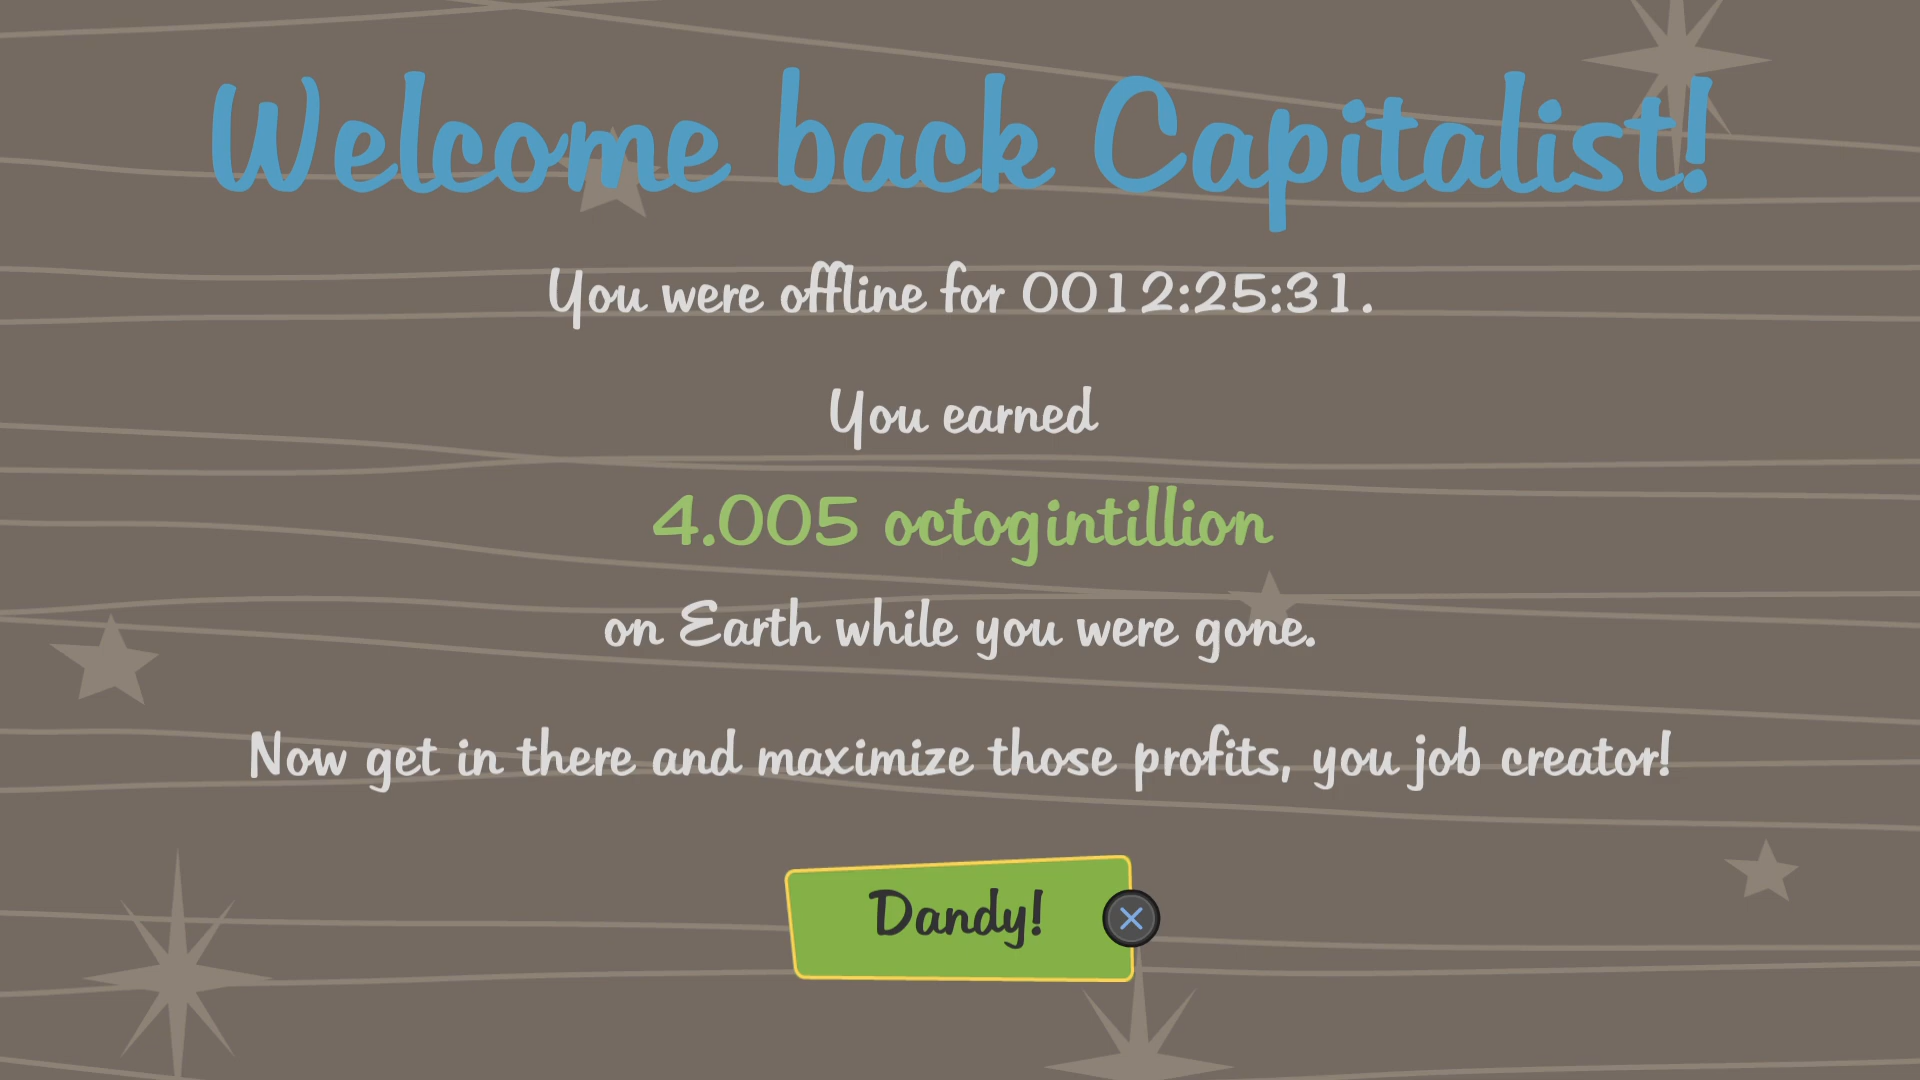 Welcome back Capitalist!
You were offline for 0012:25:31.
You earned
4.005 octogintillion
on Earth while you were gone.
Now get in there and maximize those profits, you job creator!
Dandy!